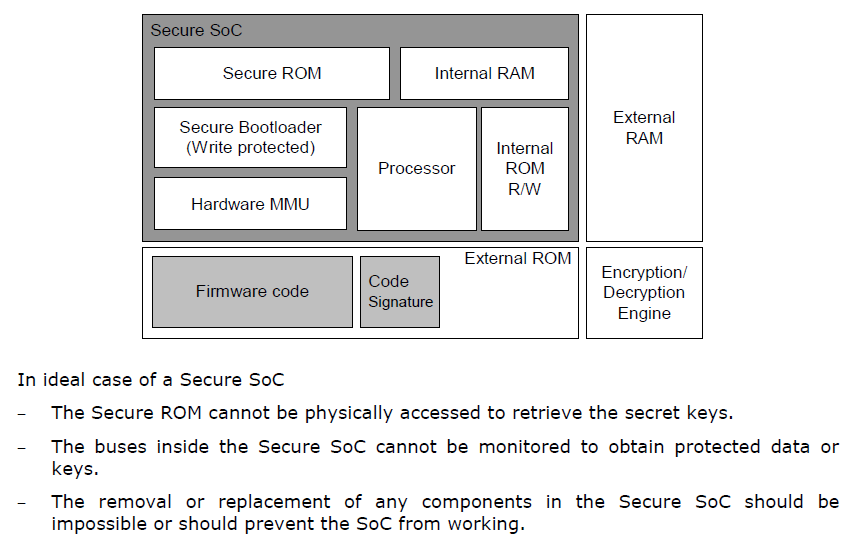 Secure SoC
Secure ROM
Internal RAM
External
RAM
Secure Bootloader
(Write protected)
Processor
Internal
ROM
R/W
Hardware MMU
External ROM
Firmware code
Code
Signature
Encryption/
Decryption
Engine
In ideal case of a Secure SoC
– The Secure ROM cannot be physically accessed to retrieve the secret keys.
– The buses inside the Secure SoC cannot be monitored to obtain protected data or
keys.
– The removal or replacement of any components in the Secure SoC should be
impossible or should prevent the SoC from working.